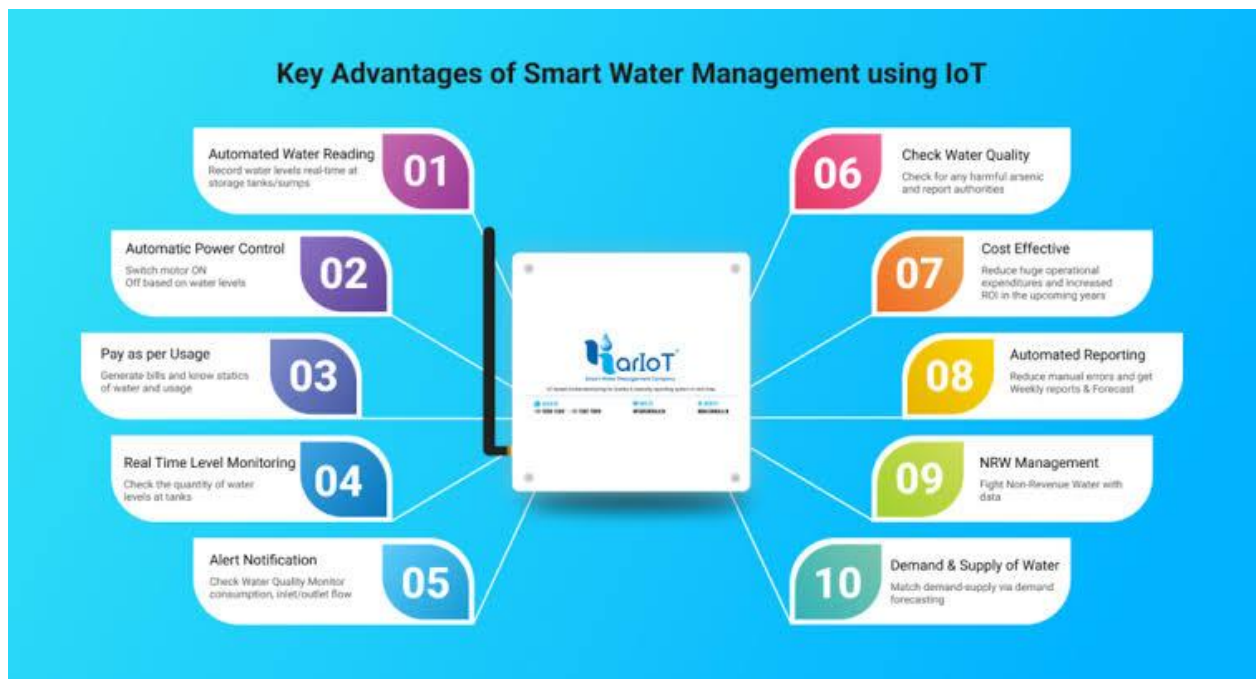 Key Advantages of Smart Water Management using IoT
Automated Water Reading
Record water levels real-time at
storage tanks/sumps
01
Automatic Power Control
Switch motor ON
Off based on water levels
02
Pay as per Usage
Generate bills and know statics
of water and usage
03
Real Time Level Monitoring
Check the quantity of water
levels at tanks
04
Alert Notification
Check Water Quality Monitor
consumption, inlet/outlet flow
05
HarIoT
Smart Water Management Company
06
Check Water Quality
Check for any harmful arsenic
and report authorities
07
Cost Effective
Reduce huge operational
expenditures and increased
ROI in the upcoming years
08
Automated Reporting
Reduce manual errors and get
Weekly reports & Forecast
09
NRW Management
Fight Non-Revenue Water with
data
10
Demand & Supply of Water
Match demand-supply via demand
forecasting